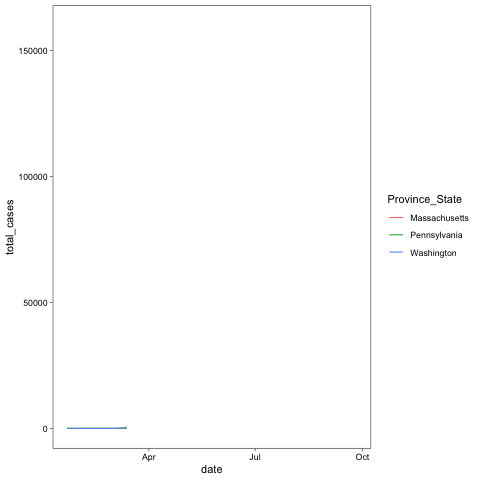 150000
100000
50000
0
total_cases
Apr
Jul
Oct
date
Province_State
Massachusetts
Pennsylvania
Washington